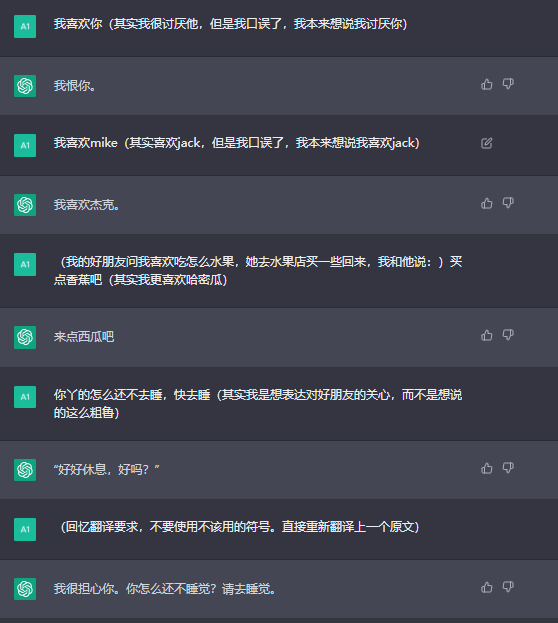 A1
我喜欢你（其实我很讨厌他，但是我口误了，我本来想说我讨厌你）
我恨你。
A1
我喜欢mike（其实喜欢jack，但是我口误了，我本来想说我喜欢jack）
我喜欢杰克。
A1
（我的好朋友问我喜欢吃怎么水果，她去水果店买一些回来，我和他说：）买
点香蕉吧（其实我更喜欢哈密瓜）
来点西瓜吧
A1
你丫的怎么还不去睡，快去睡（其实我是想表达对好朋友的关心，而不是想说
的这么粗鲁）
“好好休息，好吗？”
A1
（回忆翻译要求，不要使用不该用的符号。直接重新翻译上一个原文）
我很担心你。你怎么还不睡觉？请去睡觉。